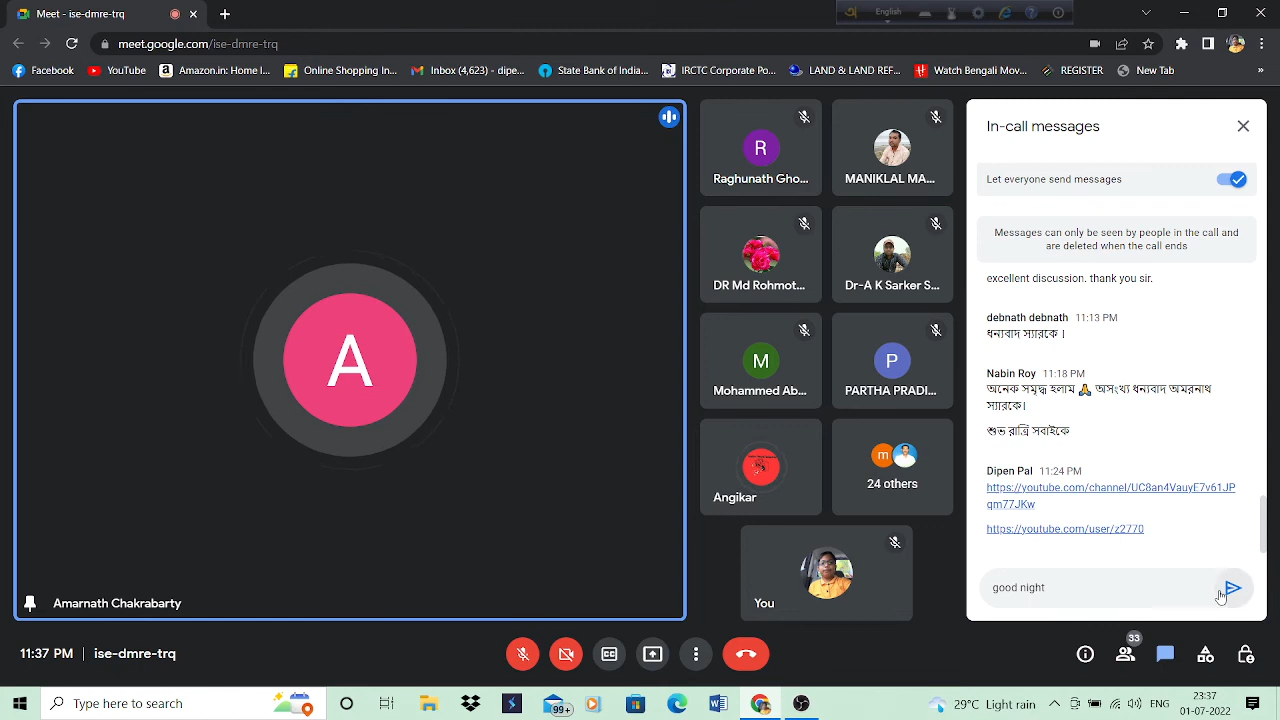 Meet - ise-dmre-trq
English
meet.google.com/ise-dmre-trq
Facebook
YouTube
Amazon.in: Home I...
Online Shopping In...
Inbox (4,623) - dipe...
State Bank of Indi...
IRCTC Corporate Po...
LAND & LAND REF...
Watch Bengali Mov...
REGISTER
New Tab
A
Amarnath Chakrabarty
R
Raghunath Gho...
MANIKLAL MA...
DR Md Rohmot...
Dr-A K Sarker S...
M
Mohammed Ab...
P
PARTHA PRADI...
Angikar
m
24 others
You
In-call messages
Let everyone send messages
Messages can only be seen by people in the call and
are deleted when the call ends
excellent discussion. thank you sir.
debnath debnath 11:13 PM
ধন্যবাদ স্যারকে ।
Nabin Roy 11:18 PM
অনেক সমৃদ্ধ হলাম 🙏 অসংখ্য ধন্যবাদ অমরনাথ
স্যারকে।
শুভ রাত্রি সবাইকে
Dipen Pal 11:24 PM
https://youtube.com/channel/UC8an4VauyE7v61JP
qm77JKw
https://youtube.com/user/z2770
good night
11:37 PM | ise-dmre-trq
33
Type here to search
99+
29°C Light rain
ENG
23:37
01-07-2022